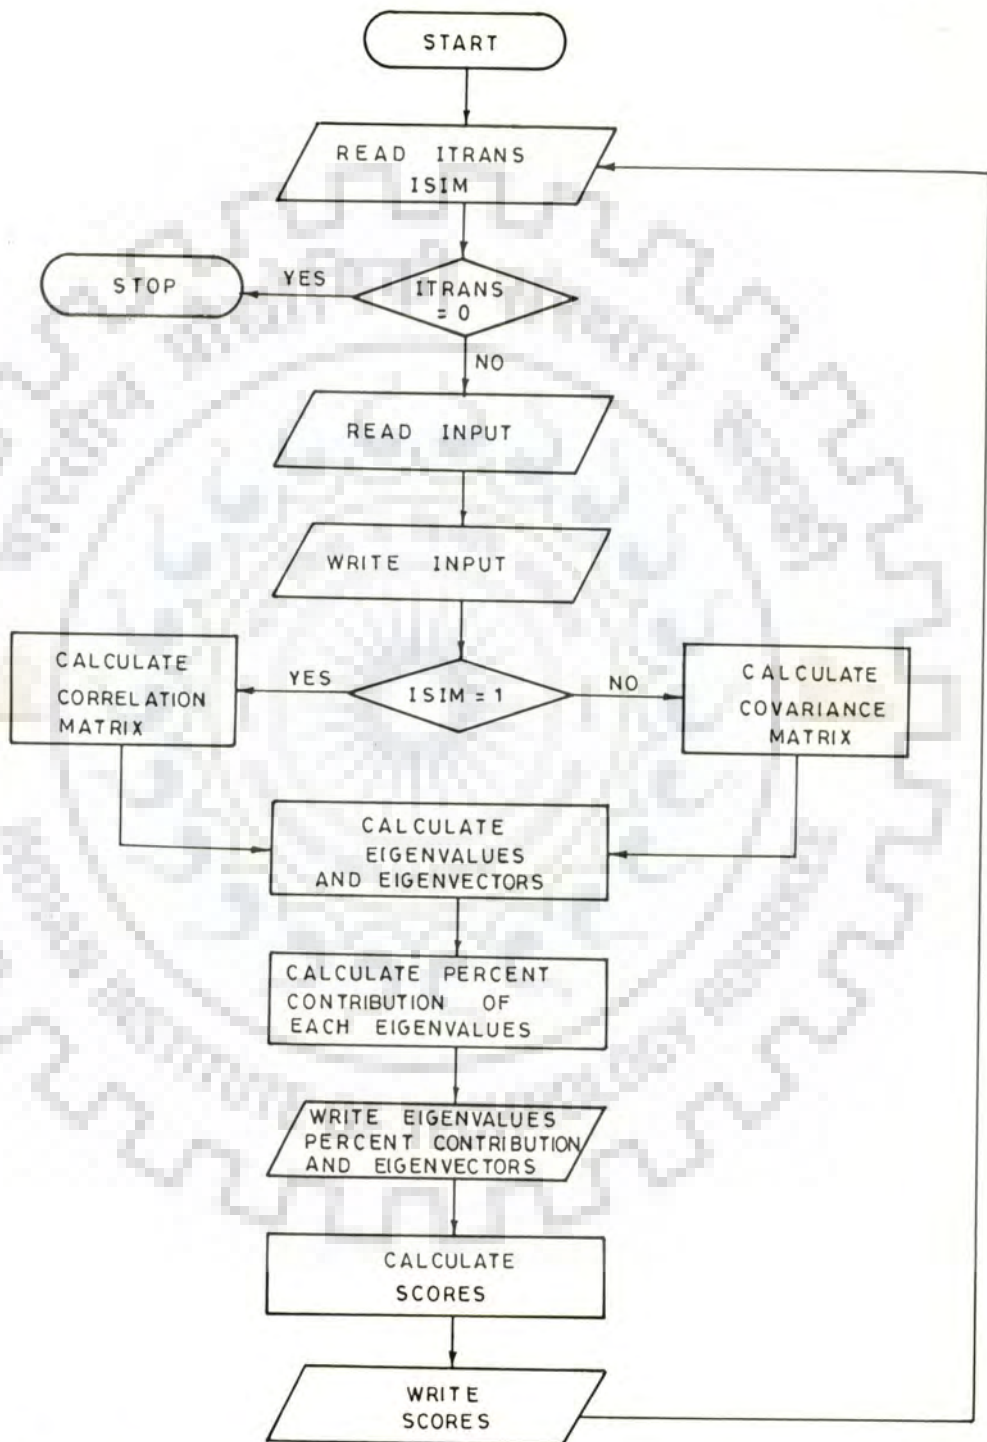 START
READ ITRANS
ISIM
STOP
YES
ITRANS
= 0
NO
READ INPUT
WRITE INPUT
CALCULATE
CORRELATION
MATRIX
YES
ISIM = 1
NO
CALCULATE
COVARIANCE
MATRIX
CALCULATE
EIGENVALUES
AND EIGENVECTORS
CALCULATE PERCENT
CONTRIBUTION OF
EACH EIGENVALUES
WRITE EIGENVALUES
PERCENT CONTRIBUTION
AND EIGENVECTORS
CALCULATE
SCORES
WRITE
SCORES